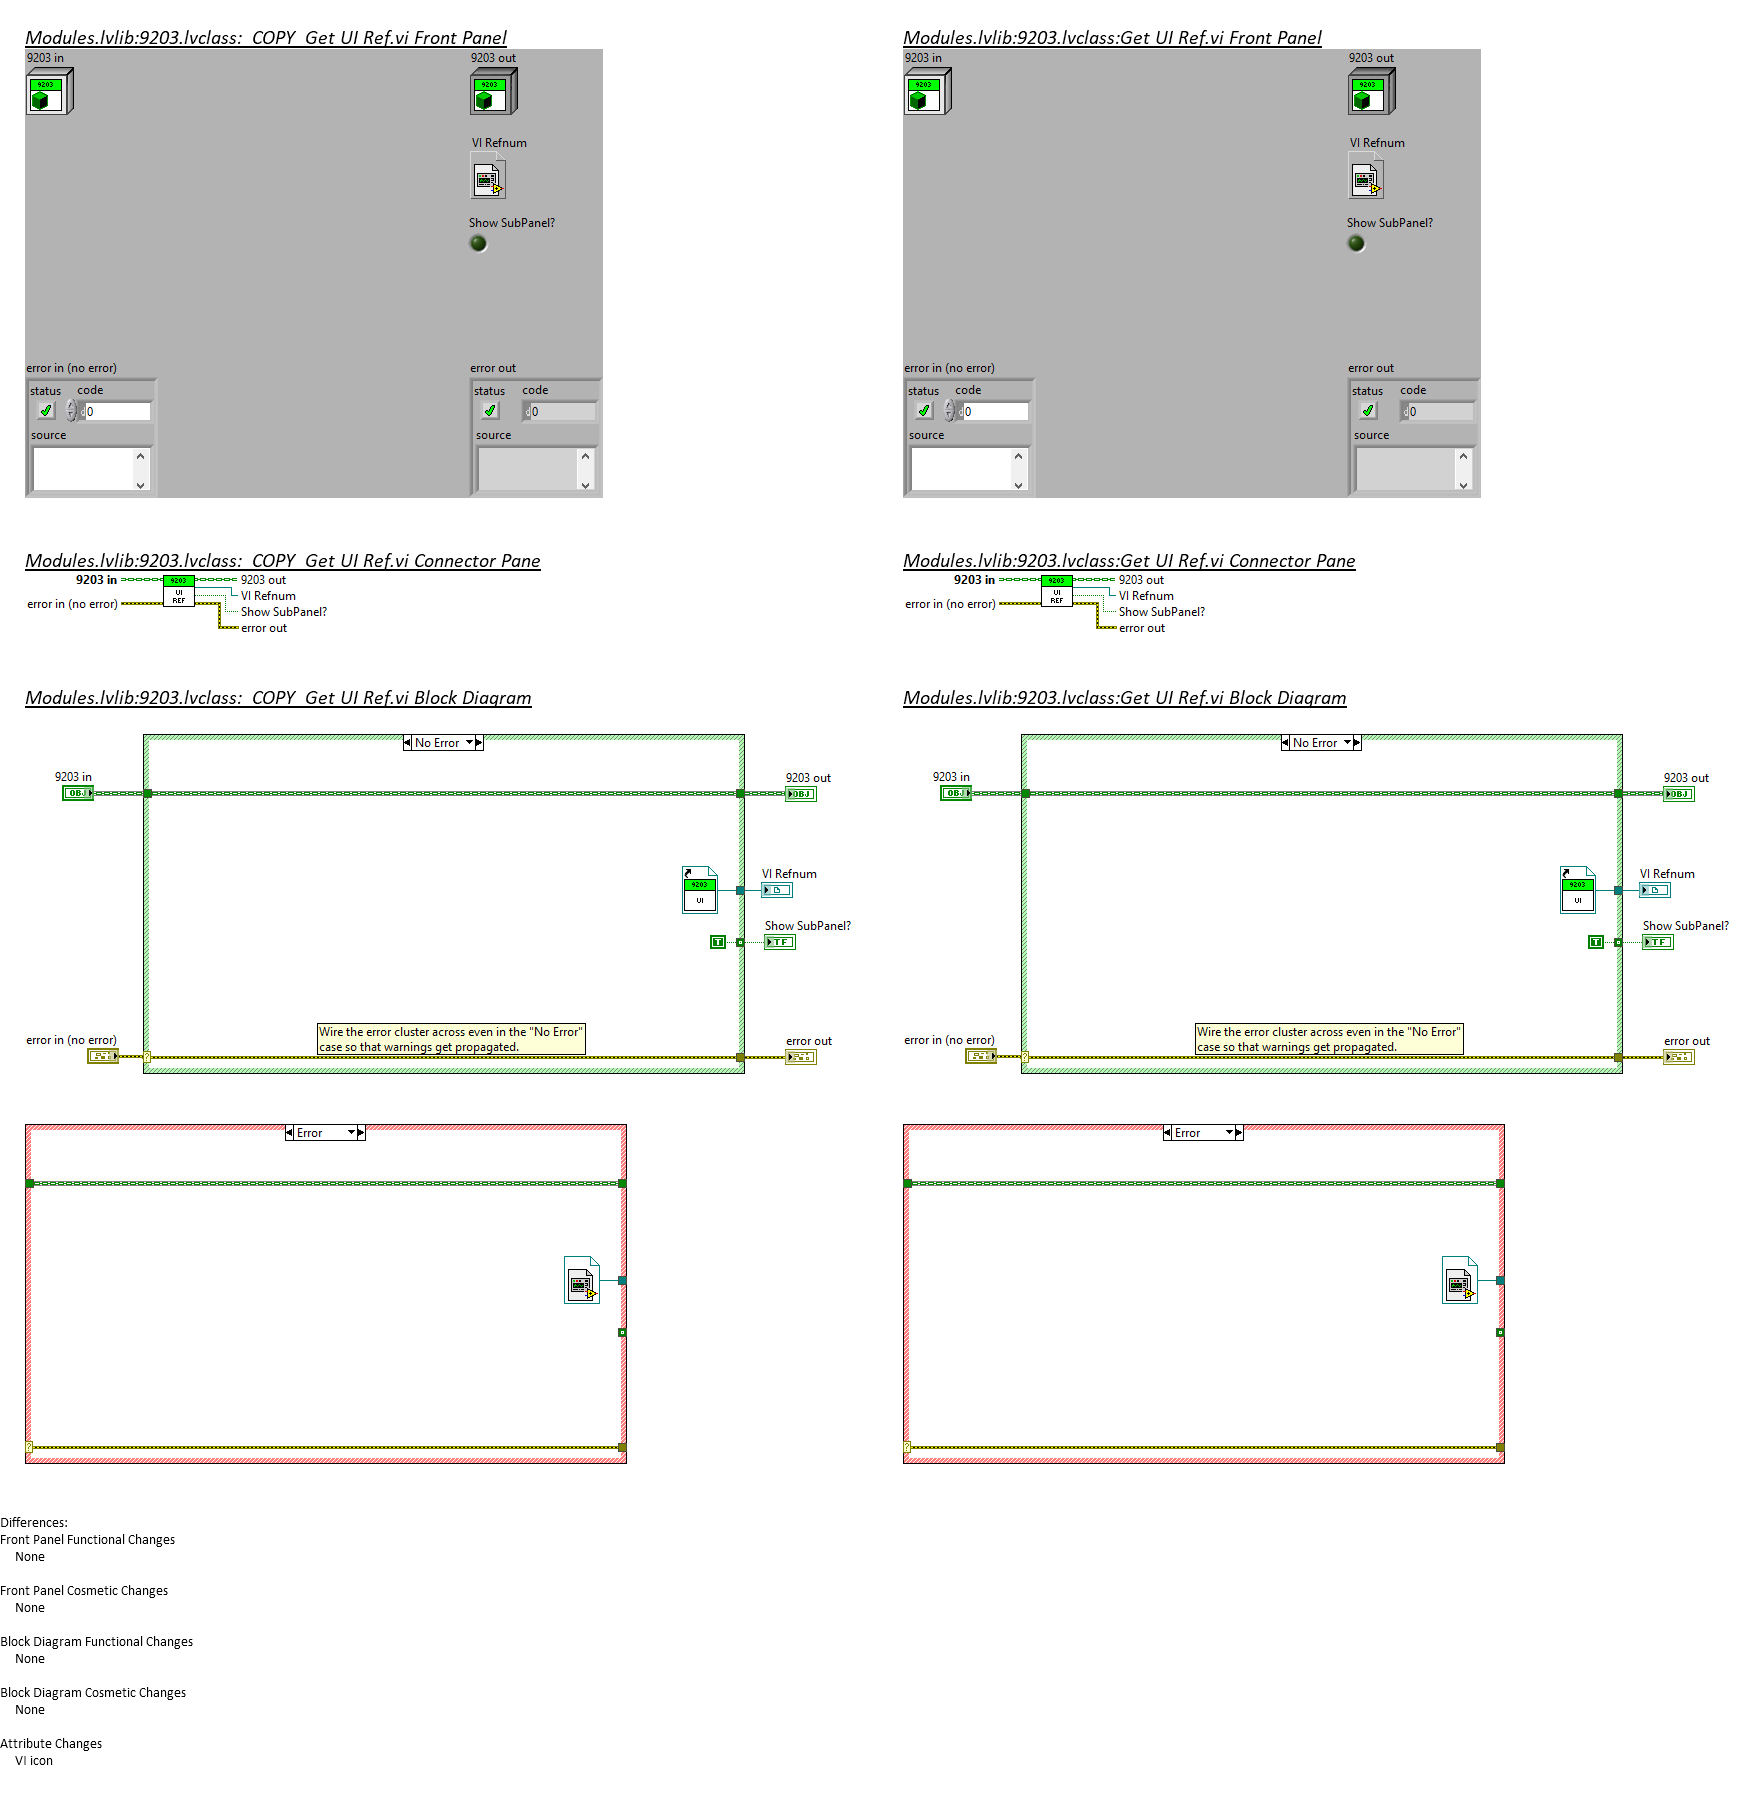 Modules.lvlib:9203.lvclass:  COPY  Get UI Ref.vi Front Panel
9203 in
9203 out
9203
9203
VI Refnum
Show SubPanel?
error in (no error)
error out
status
code
status
code
d 0
d 0
source
source
Modules.lvlib:9203.lvclass:Get UI Ref.vi Front Panel
9203 in
9203 out
9203
9203
VI Refnum
Show SubPanel?
error in (no error)
error out
status
code
status
code
d 0
d 0
source
source
Modules.lvlib:9203.lvclass:  COPY  Get UI Ref.vi Connector Pane
9203 in
9203
9203 out
VI
REF
VI Refnum
error in (no error)
Show SubPanel?
error out
Modules.lvlib:9203.lvclass:Get UI Ref.vi Connector Pane
9203 in
9203
9203 out
VI
REF
VI Refnum
error in (no error)
Show SubPanel?
error out
Modules.lvlib:9203.lvclass:  COPY  Get UI Ref.vi Block Diagram
No Error
9203 in
OBJ
9203 out
OBJ
9203
UI
VI Refnum
Show SubPanel?
T
TF
Wire the error cluster across even in the "No Error"
case so that warnings get propagated.
error in (no error)
?
error out
Error
?
Modules.lvlib:9203.lvclass:Get UI Ref.vi Block Diagram
No Error
9203 in
OBJ
9203 out
OBJ
9203
UI
VI Refnum
Show SubPanel?
T
TF
Wire the error cluster across even in the "No Error"
case so that warnings get propagated.
error in (no error)
?
error out
Error
?
Differences:
Front Panel Functional Changes
None
Front Panel Cosmetic Changes
None
Block Diagram Functional Changes
None
Block Diagram Cosmetic Changes
None
Attribute Changes
VI icon